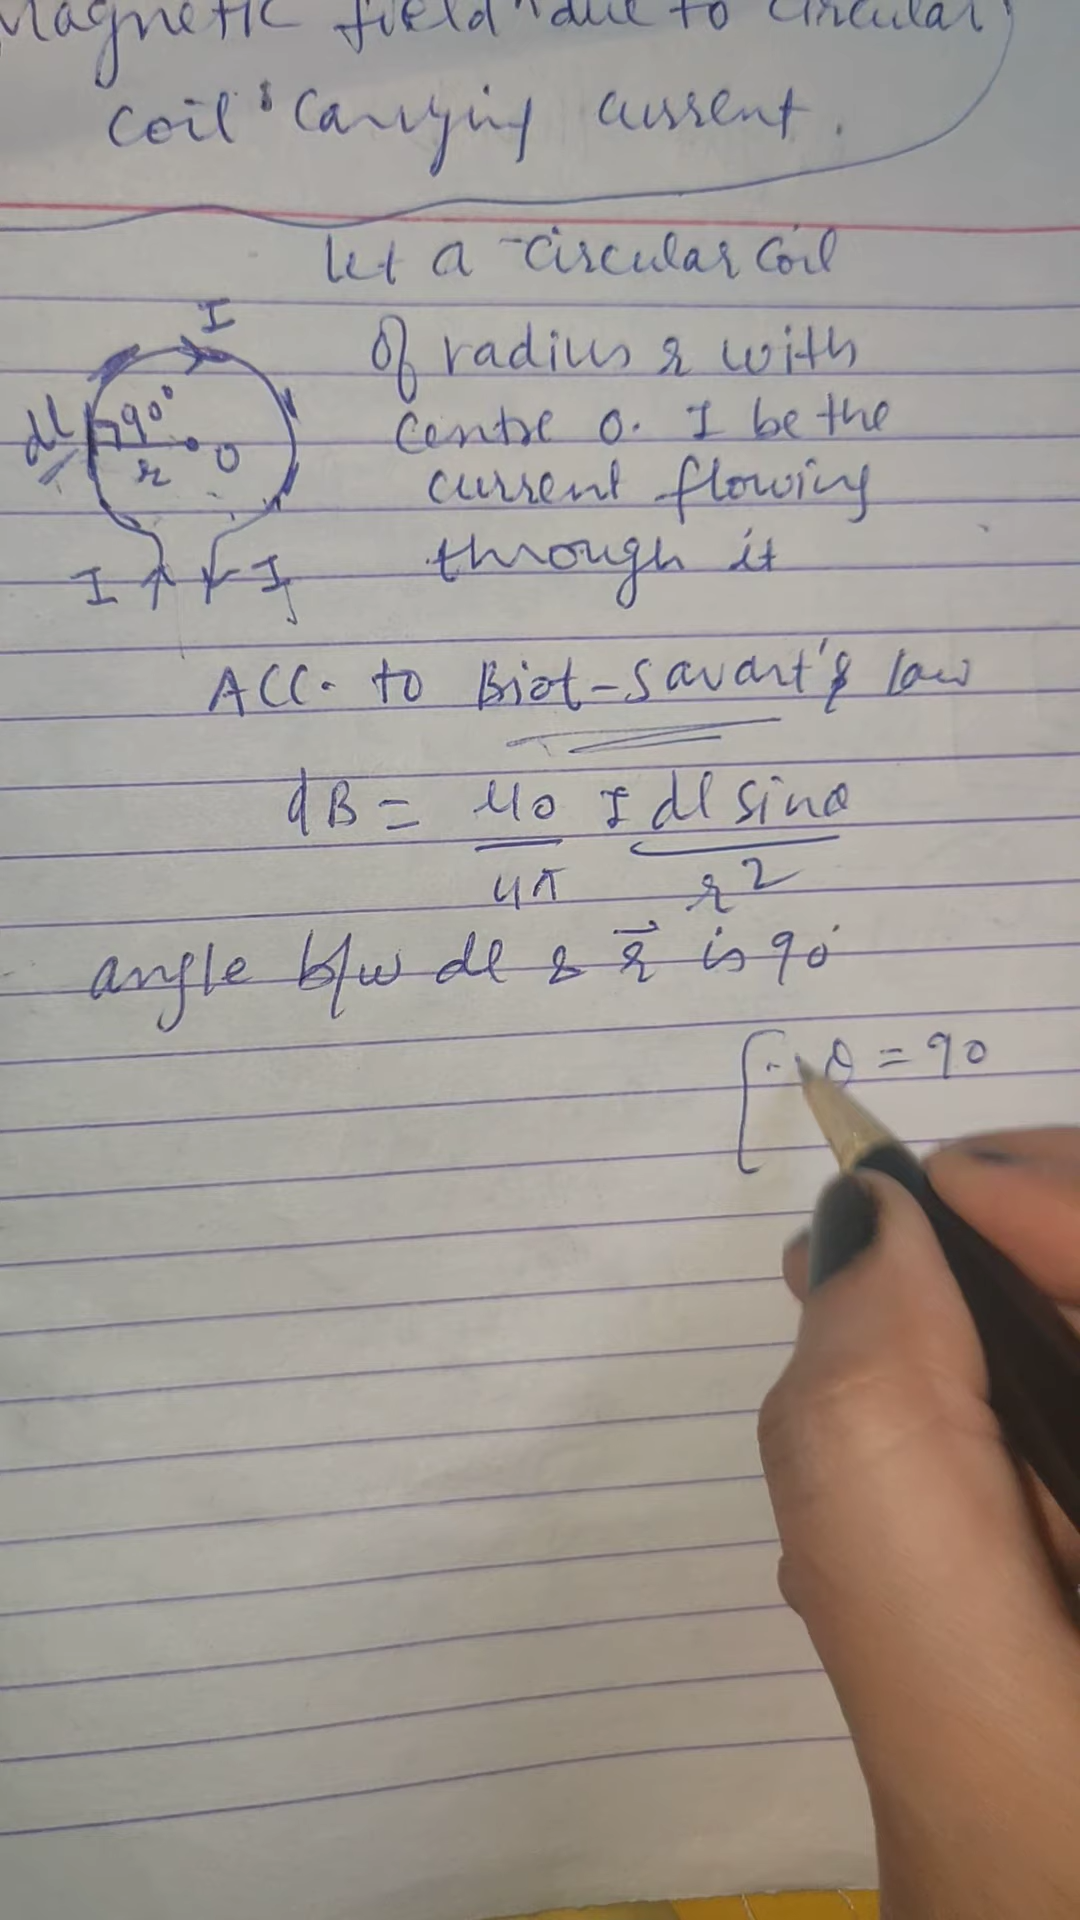 Magnetic field due to circular
coil carrying current.
let a circular coil
of radius r with
centre O. I be the
current flowing
through it
I
dl
90°
r
O
I
I
ACC. to Biot-Savart's law
dB = μ0 I dl sinθ
4π r2
angle b/w dl & r⃗ is 90°
θ = 90